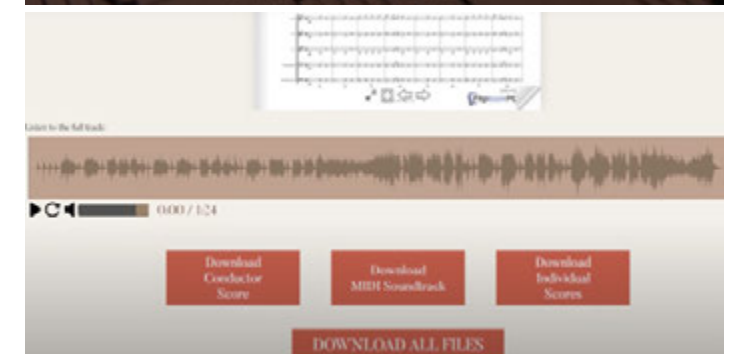 Listen to the full track:
0:00 / 1:24
Download
Conductor
Score
Download
MIDI Soundtrack
Download
Individual
Scores
DOWNLOAD ALL FILES